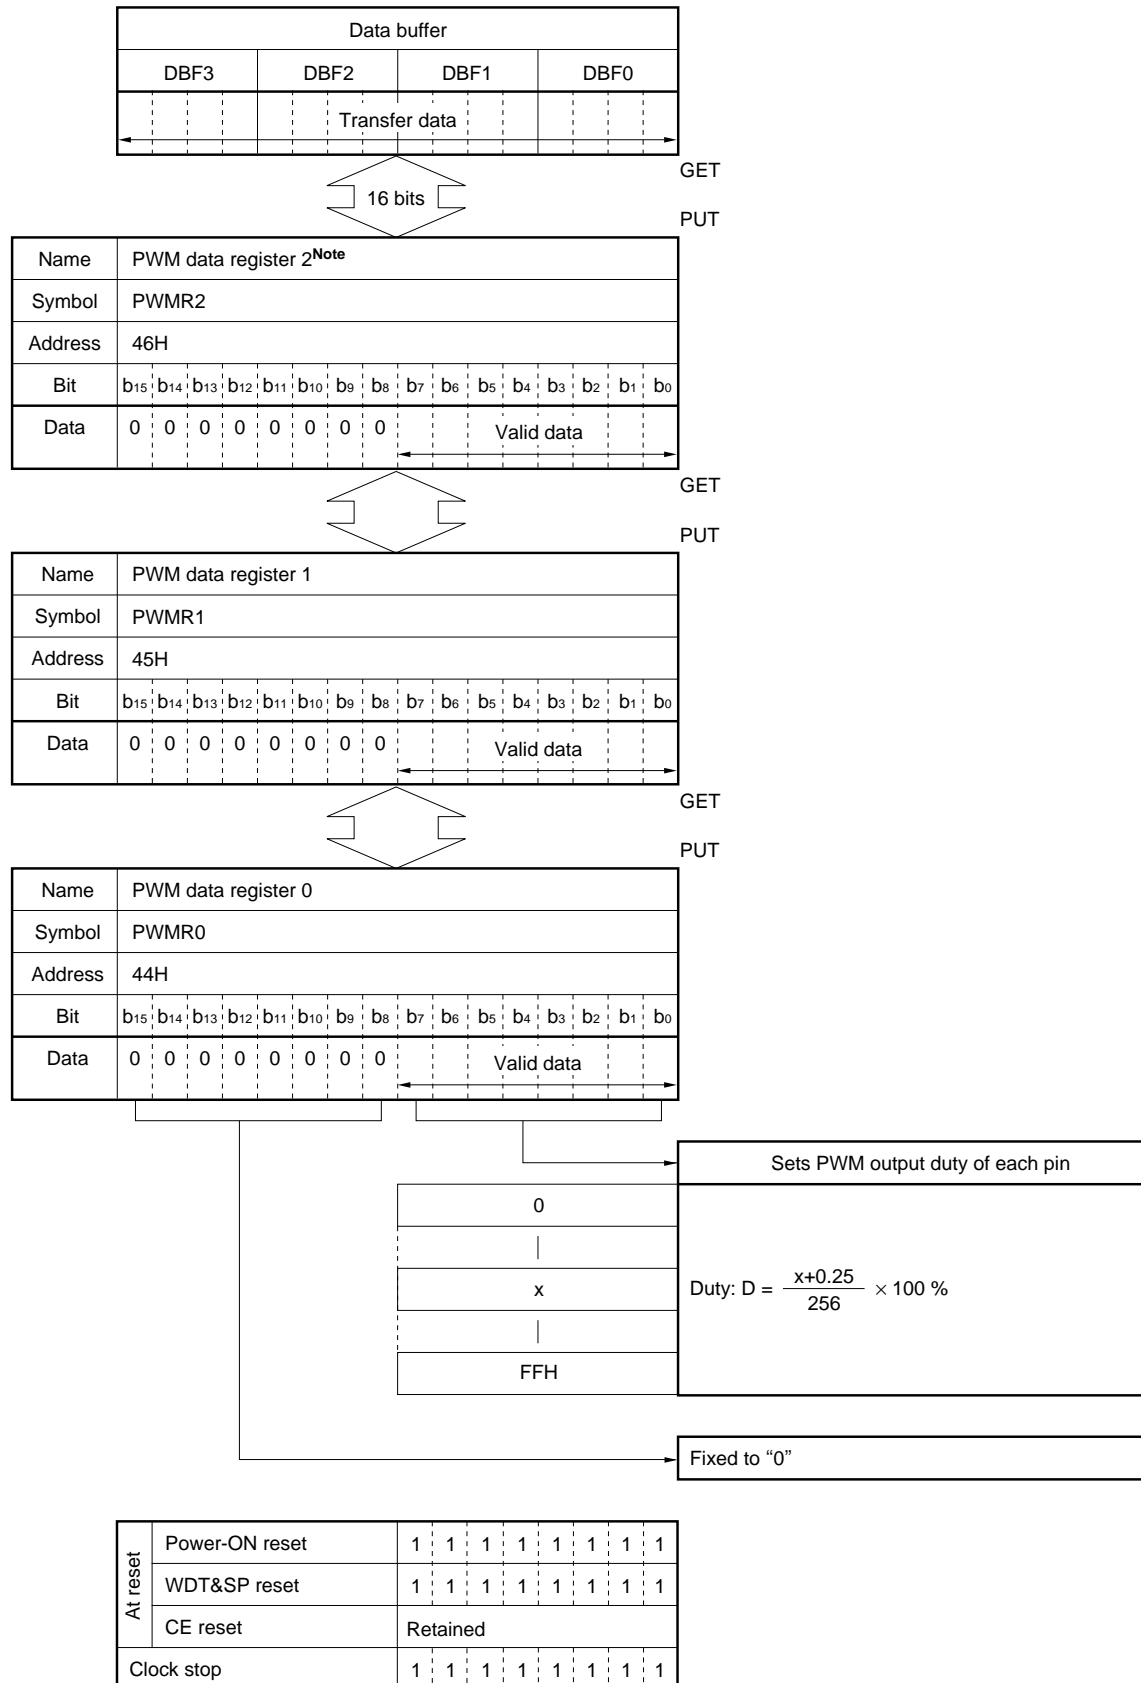 Data buffer
DBF3 DBF2 DBF1 DBF0
Transfer data
GET
16 bits
PUT
Name PWM data register 2Note
Symbol PWMR2
Address 46H
Bit b15 b14 b13 b12 b11 b10 b9 b8 b7 b6 b5 b4 b3 b2 b1 b0
Data 0 0 0 0 0 0 0 0 Valid data
GET
PUT
Name PWM data register 1
Symbol PWMR1
Address 45H
Bit b15 b14 b13 b12 b11 b10 b9 b8 b7 b6 b5 b4 b3 b2 b1 b0
Data 0 0 0 0 0 0 0 0 Valid data
GET
PUT
Name PWM data register 0
Symbol PWMR0
Address 44H
Bit b15 b14 b13 b12 b11 b10 b9 b8 b7 b6 b5 b4 b3 b2 b1 b0
Data 0 0 0 0 0 0 0 0 Valid data
Sets PWM output duty of each pin
0
x
Duty: D = x+0.25 / 256 × 100 %
FFH
Fixed to “0”
At reset
Power-ON reset 1 1 1 1 1 1 1 1
WDT&SP reset 1 1 1 1 1 1 1 1
CE reset Retained
Clock stop 1 1 1 1 1 1 1 1